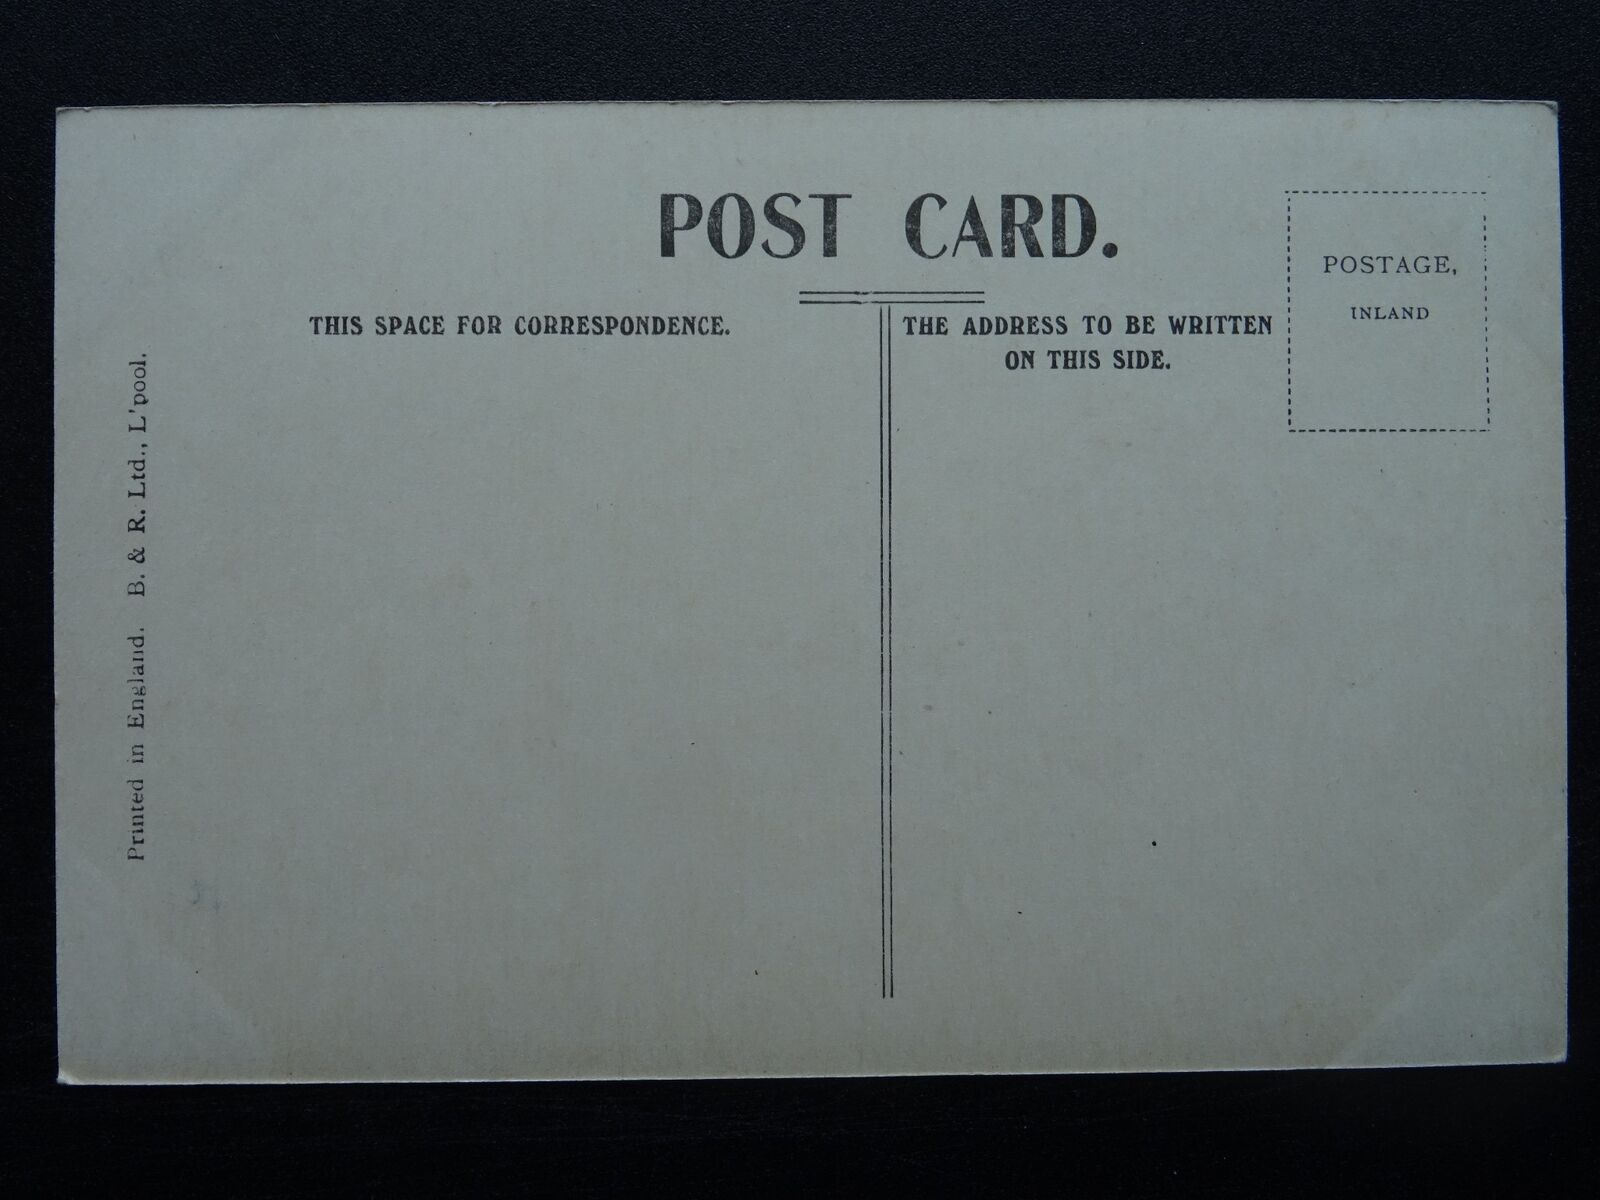 POST CARD.
THIS SPACE FOR CORRESPONDENCE.
THE ADDRESS TO BE WRITTEN
ON THIS SIDE.
POSTAGE,
INLAND
Printed in England. B. & R. Ltd., L'pool.